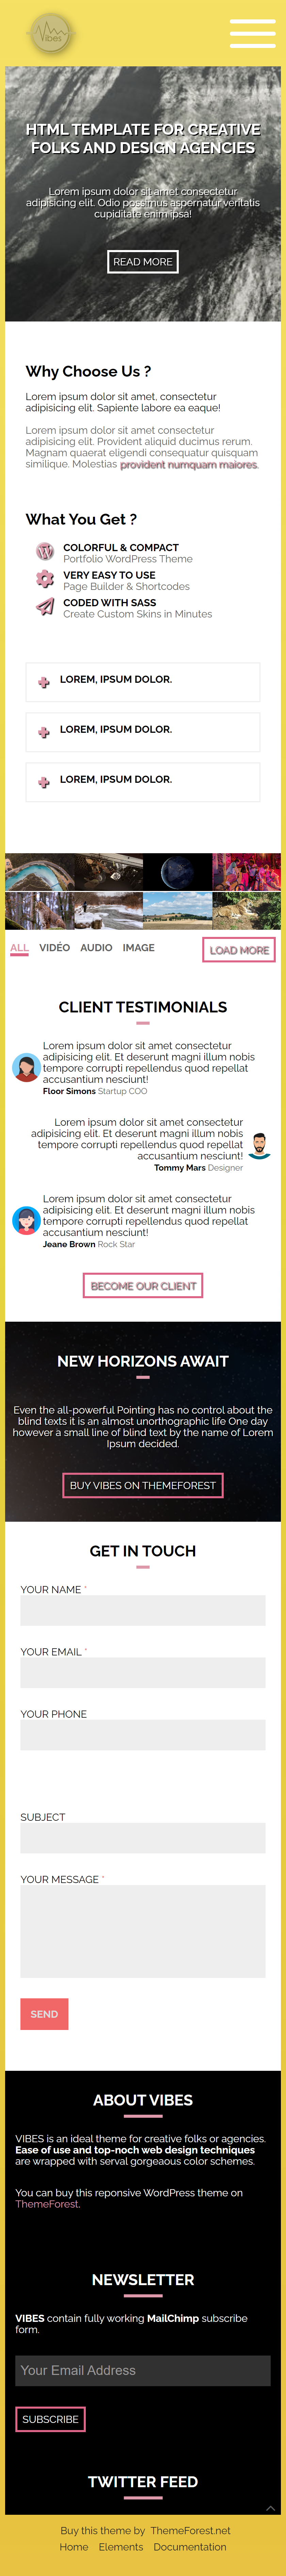 Vibes
HTML TEMPLATE FOR CREATIVE
FOLKS AND DESIGN AGENCIES
Lorem ipsum dolor sit amet consectetur
adipisicing elit. Odio possimus aspernatur veritatis
cupiditate enim ipsa!
READ MORE
Why Choose Us ?
Lorem ipsum dolor sit amet, consectetur
adipisicing elit. Sapiente labore ea eaque!
Lorem ipsum dolor sit amet consectetur
adipisicing elit. Provident aliquid ducimus rerum.
Magnam quaerat eligendi consequatur quisquam
similique. Molestias provident numquam maiores.
What You Get ?
COLORFUL & COMPACT
Portfolio WordPress Theme
VERY EASY TO USE
Page Builder & Shortcodes
CODED WITH SASS
Create Custom Skins in Minutes
LOREM, IPSUM DOLOR.
LOREM, IPSUM DOLOR.
LOREM, IPSUM DOLOR.
ALL VIDÉO AUDIO IMAGE LOAD MORE
CLIENT TESTIMONIALS
Lorem ipsum dolor sit amet consectetur
adipisicing elit. Et deserunt magni illum nobis
tempore corrupti repellendus quod repellat
accusantium nesciunt!
Floor Simons Startup COO
Lorem ipsum dolor sit amet consectetur
adipisicing elit. Et deserunt magni illum nobis
tempore corrupti repellendus quod repellat
accusantium nesciunt!
Tommy Mars Designer
Lorem ipsum dolor sit amet consectetur
adipisicing elit. Et deserunt magni illum nobis
tempore corrupti repellendus quod repellat
accusantium nesciunt!
Jeane Brown Rock Star
BECOME OUR CLIENT
NEW HORIZONS AWAIT
Even the all-powerful Pointing has no control about the
blind texts it is an almost unorthographic life One day
however a small line of blind text by the name of Lorem
Ipsum decided.
BUY VIBES ON THEMEFOREST
GET IN TOUCH
YOUR NAME *
YOUR EMAIL *
YOUR PHONE
SUBJECT
YOUR MESSAGE *
SEND
ABOUT VIBES
VIBES is an ideal theme for creative folks or agencies.
Ease of use and top-noch web design techniques
are wrapped with serval gorgeaous color schemes.
You can buy this reponsive WordPress theme on
ThemeForest.
NEWSLETTER
VIBES contain fully working MailChimp subscribe
form.
Your Email Address
SUBSCRIBE
TWITTER FEED
Buy this theme by ThemeForest.net
Home Elements Documentation